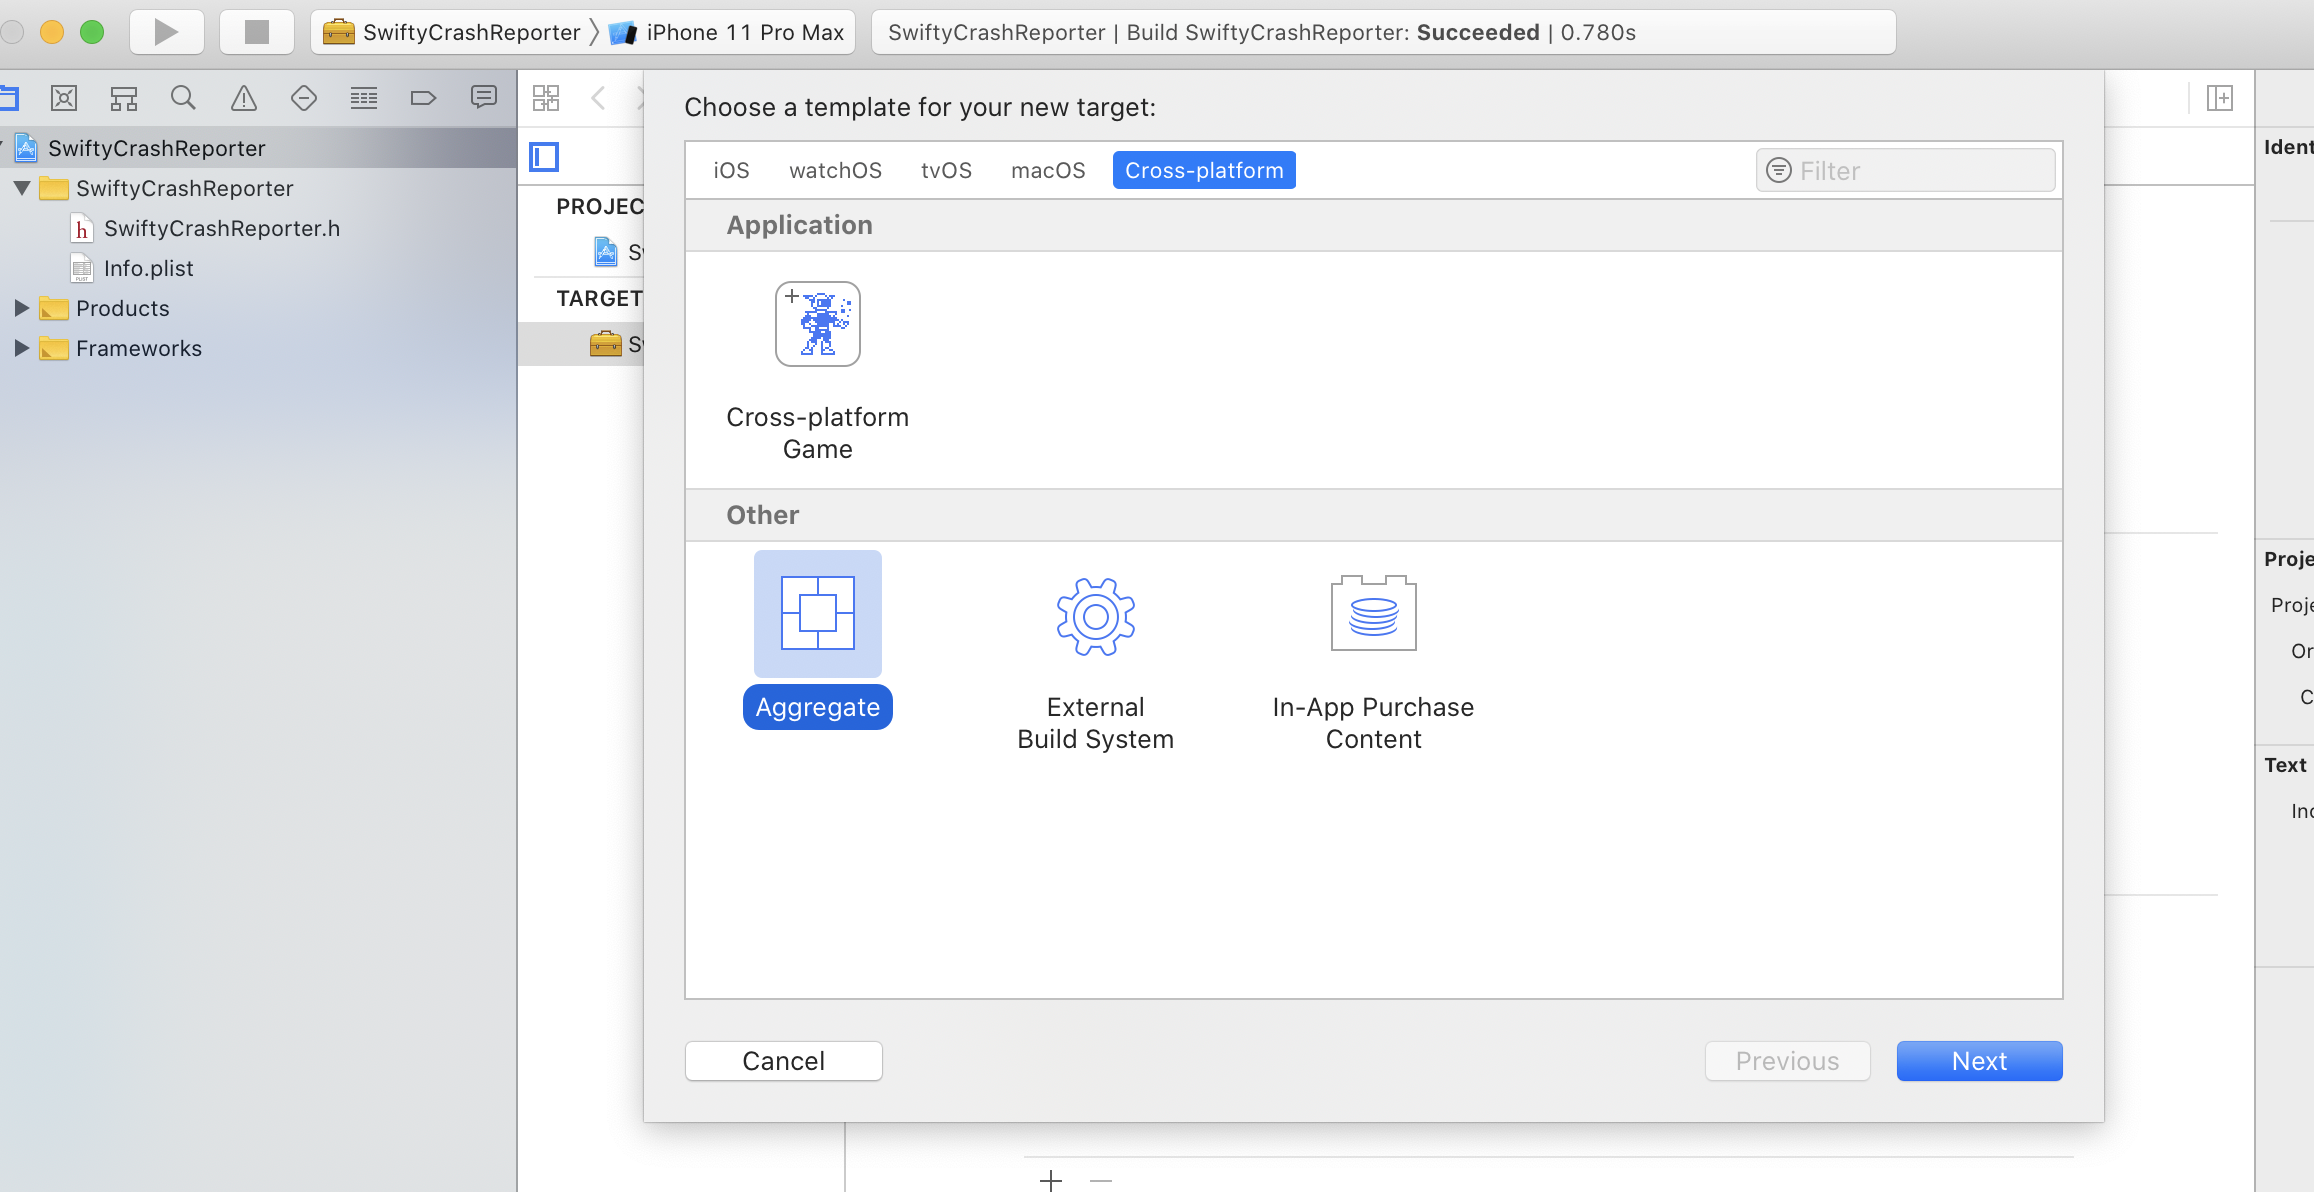 SwiftyCrashReporter
iPhone 11 Pro Max
SwiftyCrashReporter | Build SwiftyCrashReporter: Succeeded | 0.780s
SwiftyCrashReporter
SwiftyCrashReporter
h SwiftyCrashReporter.h
Info.plist
Products
Frameworks
PROJEC
TARGET
Choose a template for your new target:
iOS watchOS tvOS macOS Cross-platform
Filter
Application
Cross-platform
Game
Other
Aggregate
External
Build System
In-App Purchase
Content
Cancel
Previous
Next
Ident
Proje
Proje
Or
C
Text
Ind